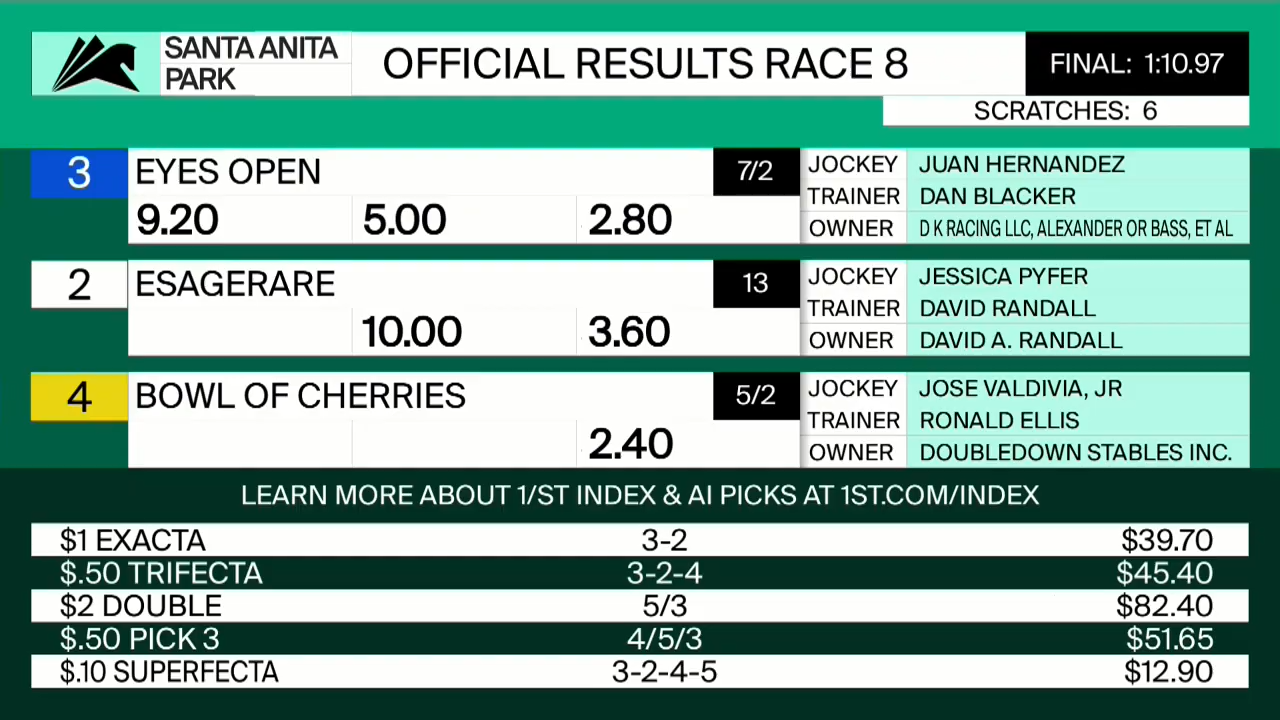 SANTA ANITA
PARK
OFFICIAL RESULTS RACE 8
FINAL: 1:10.97
SCRATCHES: 6
3 EYES OPEN 7/2
9.20 5.00 2.80
JOCKEY JUAN HERNANDEZ
TRAINER DAN BLACKER
OWNER D K RACING LLC, ALEXANDER OR BASS, ET AL
2 ESAGERARE 13
10.00 3.60
JOCKEY JESSICA PYFER
TRAINER DAVID RANDALL
OWNER DAVID A. RANDALL
4 BOWL OF CHERRIES 5/2
2.40
JOCKEY JOSE VALDIVIA, JR
TRAINER RONALD ELLIS
OWNER DOUBLEDOWN STABLES INC.
LEARN MORE ABOUT 1/ST INDEX & AI PICKS AT 1ST.COM/INDEX
$1 EXACTA 3-2 $39.70
$.50 TRIFECTA 3-2-4 $45.40
$2 DOUBLE 5/3 $82.40
$.50 PICK 3 4/5/3 $51.65
$.10 SUPERFECTA 3-2-4-5 $12.90